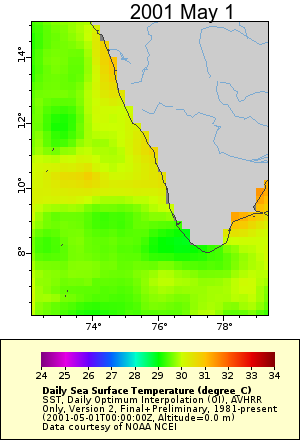 2001 May 1
14°
12°
10°
8°
74°
76°
78°
24 25 26 27 28 29 30 31 32 33 34
Daily Sea Surface Temperature (degree_C)
SST, Daily Optimum Interpolation (OI), AVHRR
Only, Version 2, Final+Preliminary, 1981-present
(2001-05-01T00:00:00Z, Altitude=0.0 m)
Data courtesy of NOAA NCEI